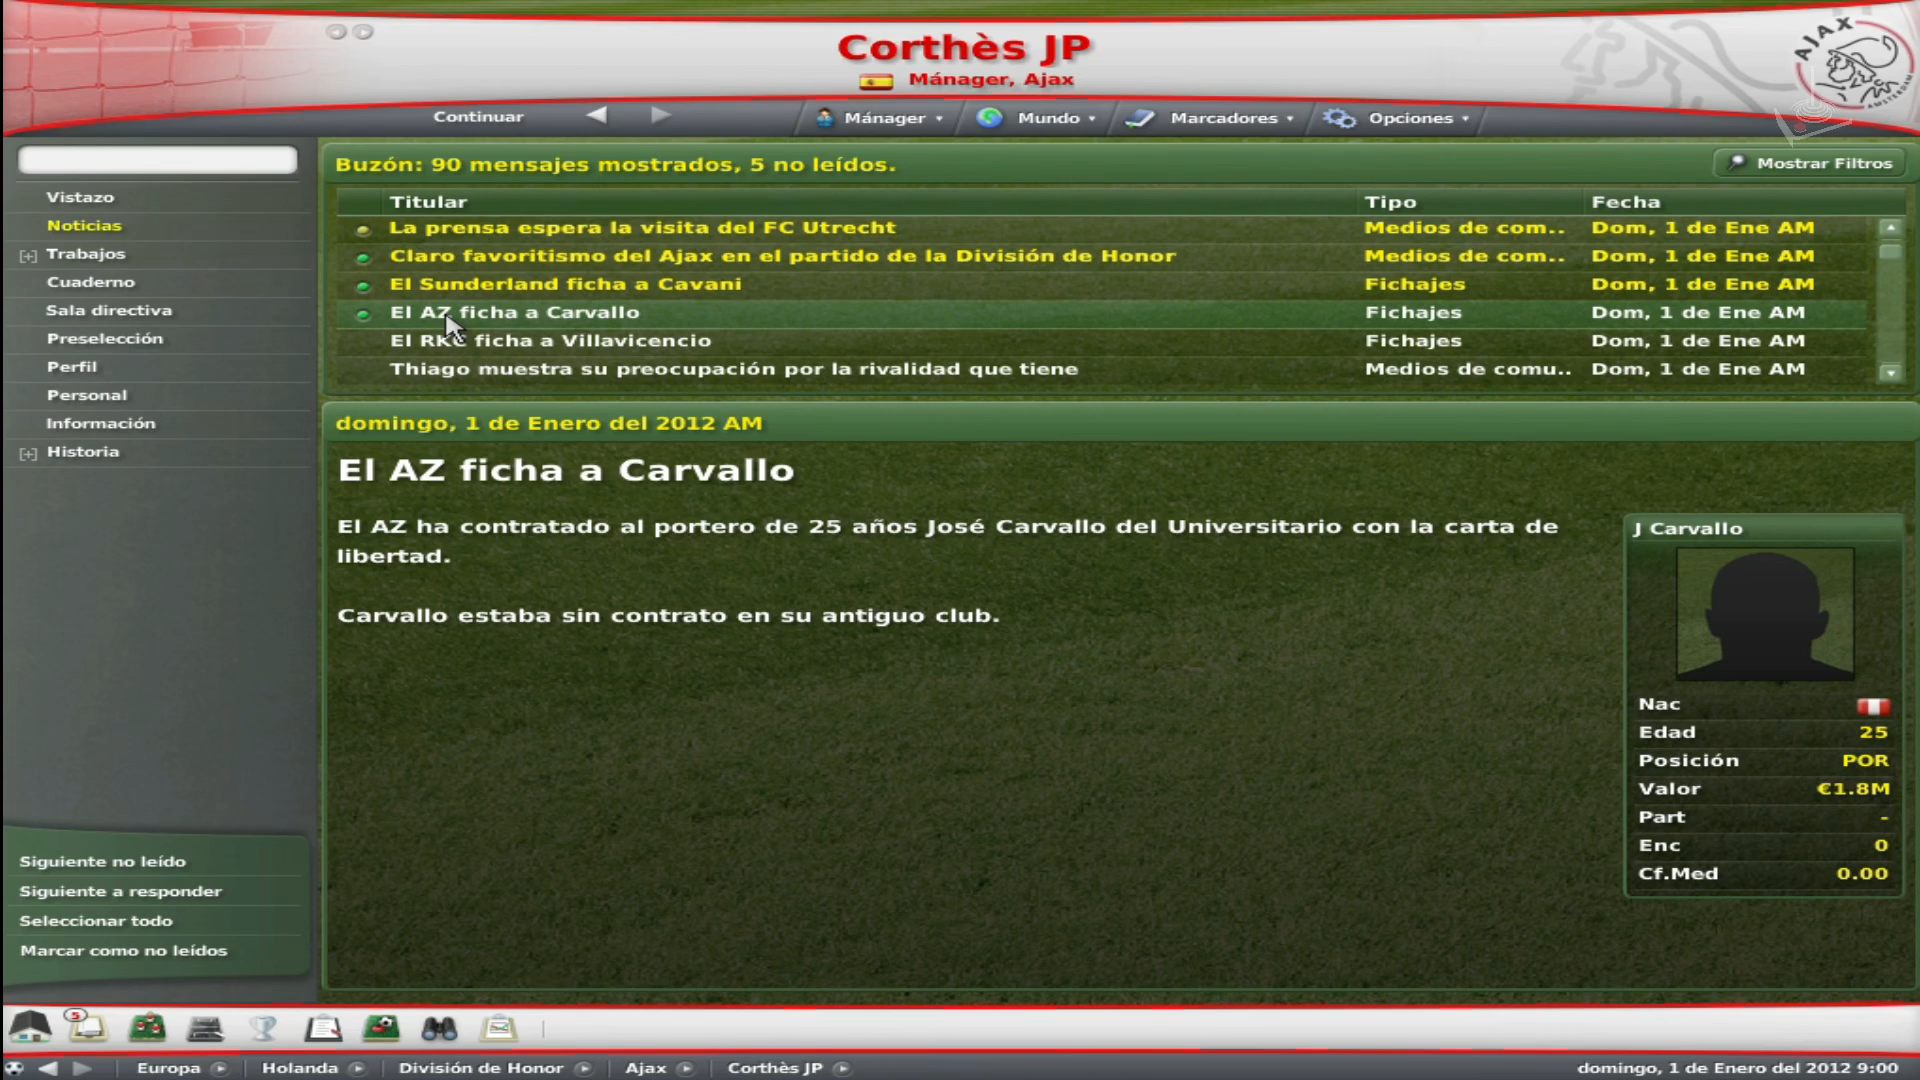 Corthès JP
Mánager, Ajax
AJAX
AMSTERDAM
Continuar
Mánager
Mundo
Marcadores
Opciones
Vistazo
Noticias
[+] Trabajos
Cuaderno
Sala directiva
Preselección
Perfil
Personal
Información
[+] Historia
Buzón: 90 mensajes mostrados, 5 no leídos.
Mostrar Filtros
Titular Tipo Fecha
La prensa espera la visita del FC Utrecht Medios de com.. Dom, 1 de Ene AM
Claro favoritismo del Ajax en el partido de la División de Honor Medios de com.. Dom, 1 de Ene AM
El Sunderland ficha a Cavani Fichajes Dom, 1 de Ene AM
El AZ ficha a Carvallo Fichajes Dom, 1 de Ene AM
El RKC ficha a Villavicencio Fichajes Dom, 1 de Ene AM
Thiago muestra su preocupación por la rivalidad que tiene Medios de comu.. Dom, 1 de Ene AM
domingo, 1 de Enero del 2012 AM
El AZ ficha a Carvallo
El AZ ha contratado al portero de 25 años José Carvallo del Universitario con la carta de
libertad.
Carvallo estaba sin contrato en su antiguo club.
J Carvallo
Nac
Edad 25
Posición POR
Valor €1.8M
Part -
Enc 0
Cf.Med 0.00
Siguiente no leído
Siguiente a responder
Seleccionar todo
Marcar como no leídos
5
Europa
Holanda
División de Honor
Ajax
Corthès JP
domingo, 1 de Enero del 2012 9:00